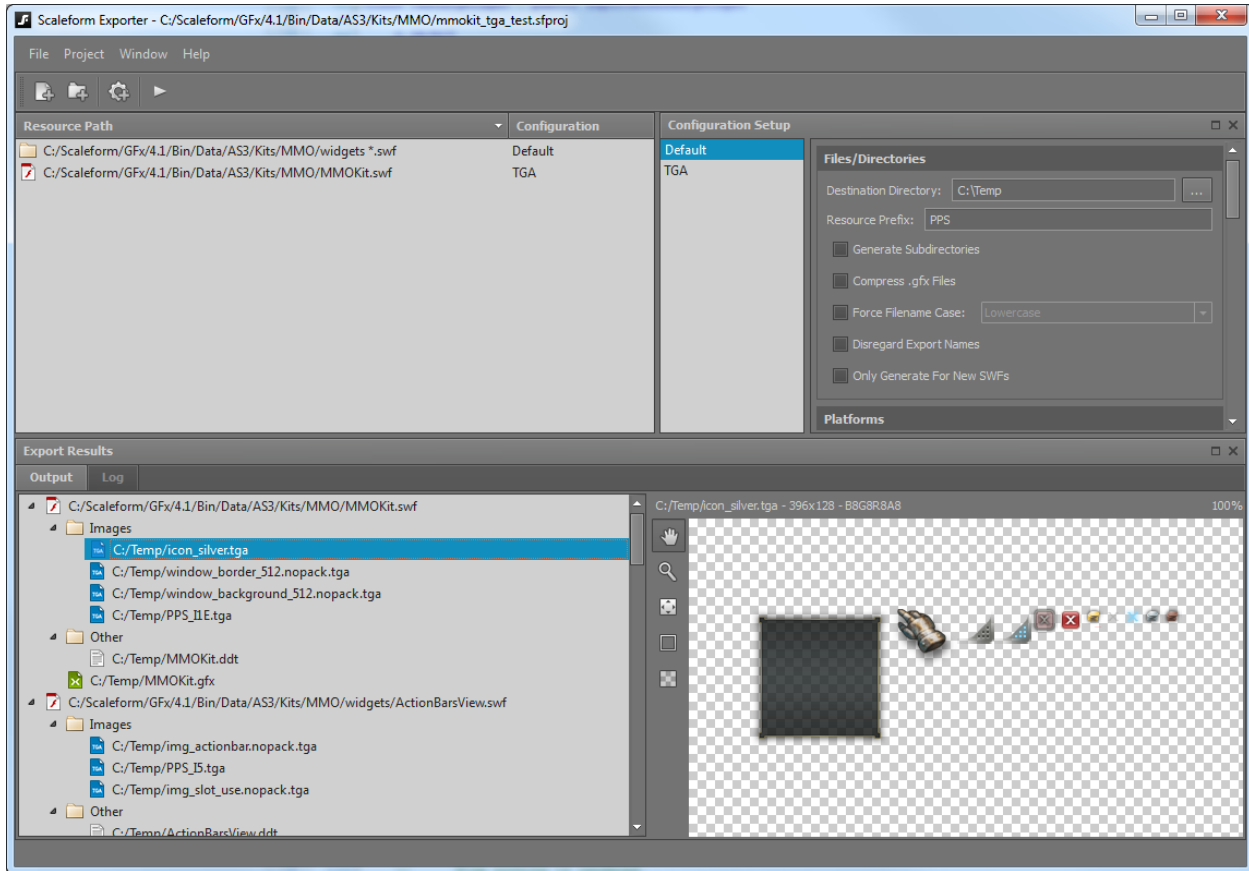 Scaleform Exporter - C:/Scaleform/GFx/4.1/Bin/Data/AS3/Kits/MMO/mmokit_tga_test.sfproj
File Project Window Help
Resource Path Configuration
C:/Scaleform/GFx/4.1/Bin/Data/AS3/Kits/MMO/widgets *.swf Default
C:/Scaleform/GFx/4.1/Bin/Data/AS3/Kits/MMO/MMOKit.swf TGA
Configuration Setup
Default
TGA
Files/Directories
Destination Directory: C:\Temp ...
Resource Prefix: PPS
Generate Subdirectories
Compress .gfx Files
Force Filename Case: Lowercase
Disregard Export Names
Only Generate For New SWFs
Platforms
Export Results
Output Log
C:/Scaleform/GFx/4.1/Bin/Data/AS3/Kits/MMO/MMOKit.swf
Images
TGA C:/Temp/icon_silver.tga
TGA C:/Temp/window_border_512.nopack.tga
TGA C:/Temp/window_background_512.nopack.tga
TGA C:/Temp/PPS_I1E.tga
Other
C:/Temp/MMOKit.ddt
C:/Temp/MMOKit.gfx
C:/Scaleform/GFx/4.1/Bin/Data/AS3/Kits/MMO/widgets/ActionBarsView.swf
Images
TGA C:/Temp/img_actionbar.nopack.tga
TGA C:/Temp/PPS_I5.tga
TGA C:/Temp/img_slot_use.nopack.tga
Other
C:/Temp/ActionBarsView.ddt
C:/Temp/icon_silver.tga - 396x128 - B8G8R8A8 100%